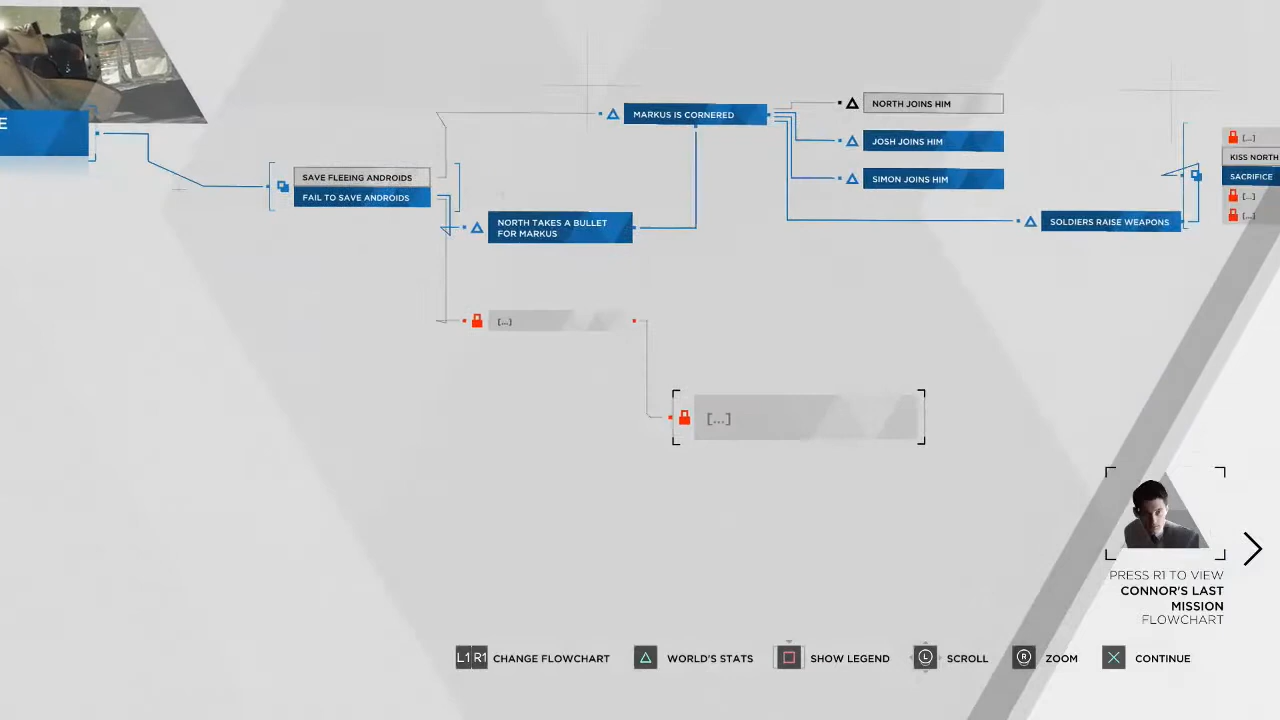 E
SAVE FLEEING ANDROIDS
FAIL TO SAVE ANDROIDS
NORTH TAKES A BULLET
FOR MARKUS
[...]
[...]
MARKUS IS CORNERED
NORTH JOINS HIM
JOSH JOINS HIM
SIMON JOINS HIM
SOLDIERS RAISE WEAPONS
[...]
KISS NORTH
SACRIFICE
[...]
[...]
PRESS R1 TO VIEW
CONNOR'S LAST
MISSION
FLOWCHART
L1 R1 CHANGE FLOWCHART
WORLD'S STATS
SHOW LEGEND
L SCROLL
R ZOOM
CONTINUE